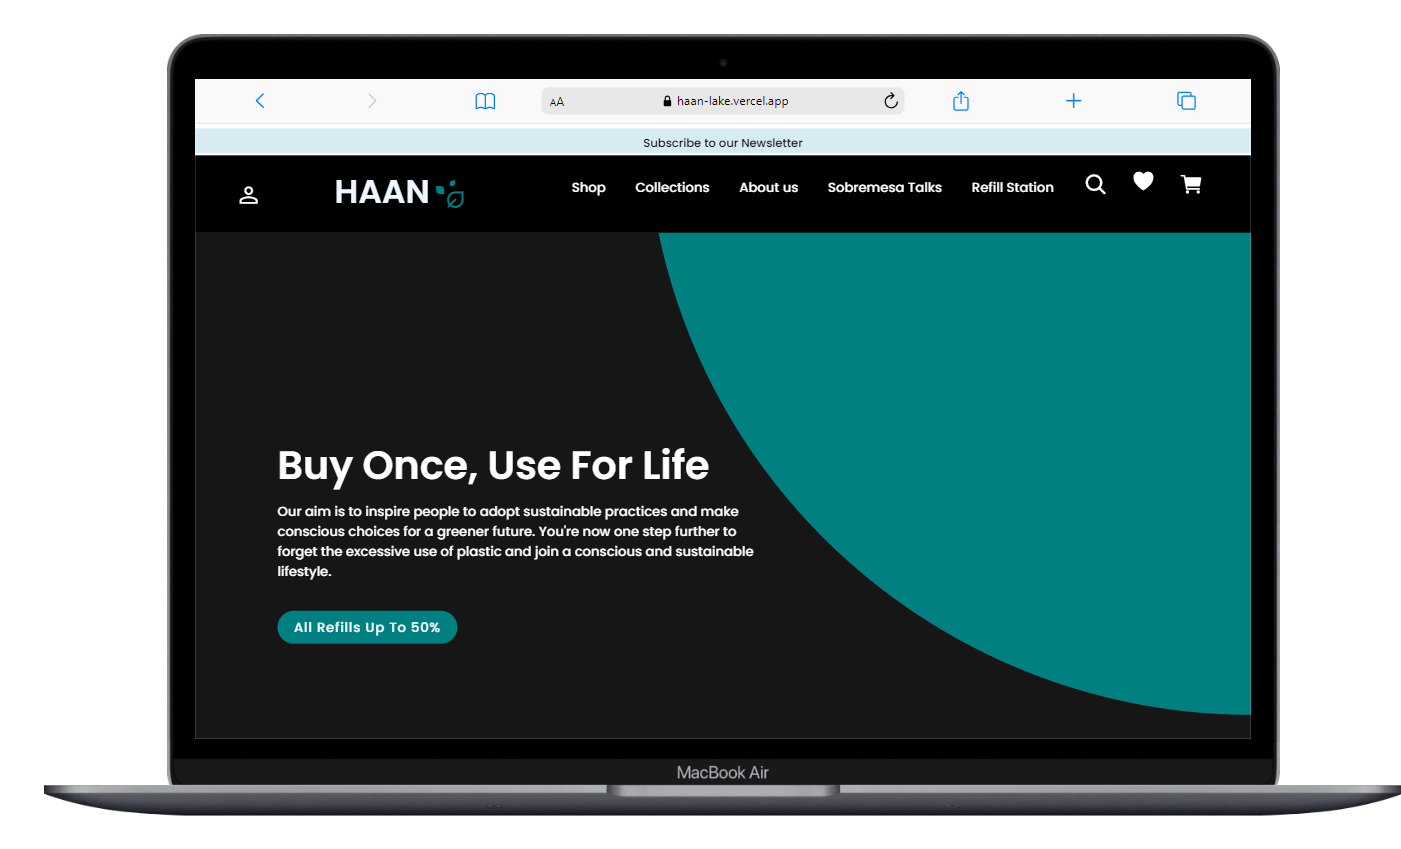 AA
haan-lake.vercel.app
Subscribe to our Newsletter
HAAN
Shop
Collections
About us
Sobremesa Talks
Refill Station
Buy Once, Use For Life
Our aim is to inspire people to adopt sustainable practices and make
conscious choices for a greener future. You're now one step further to
forget the excessive use of plastic and join a conscious and sustainable
lifestyle.
All Refills Up To 50%
MacBook Air